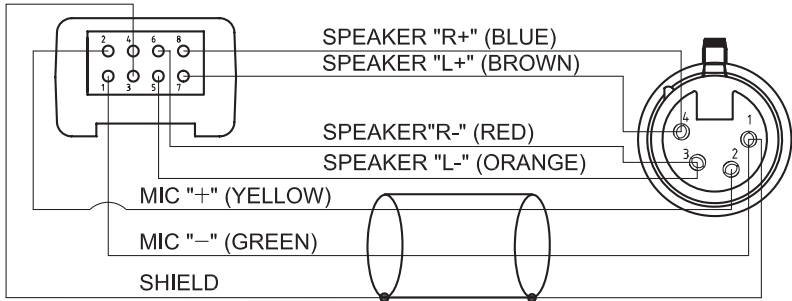 2 4 6 8
1 3 5 7
SPEAKER "R+" (BLUE)
SPEAKER "L+" (BROWN)
SPEAKER"R-" (RED)
SPEAKER "L-" (ORANGE)
MIC "+" (YELLOW)
MIC "−" (GREEN)
SHIELD
4 1
3 2